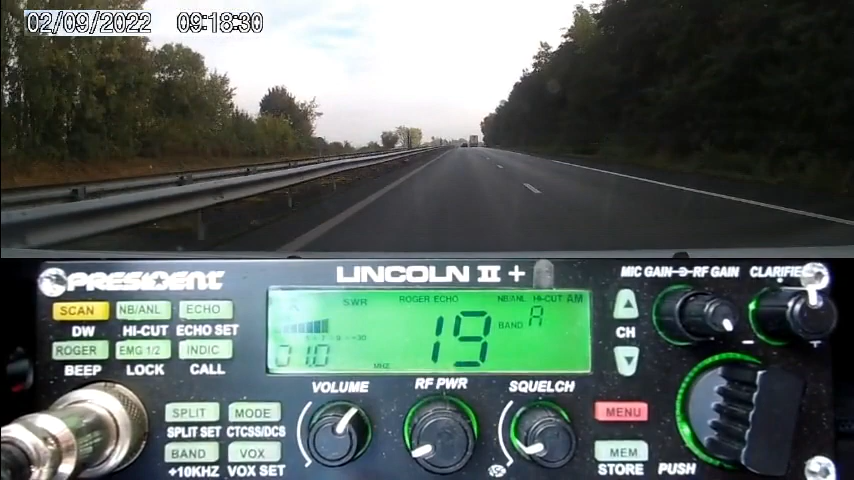 02/09/2022 09:18:30
PRESIDENT LINCOLN II + MIC GAIN RF GAIN CLARIFIER
SCAN NB/ANL ECHO
DW HI-CUT ECHO SET
ROGER EMG 1/2 INDIC
BEEP LOCK CALL
SWR ROGER ECHO NB/ANL HI-CUT AM
19 BAND A
01.0 MHz
CH
VOLUME RF PWR SQUELCH
SPLIT MODE
SPLIT SET CTCSS/DCS
BAND VOX
+10KHZ VOX SET
MENU
MEM
STORE PUSH